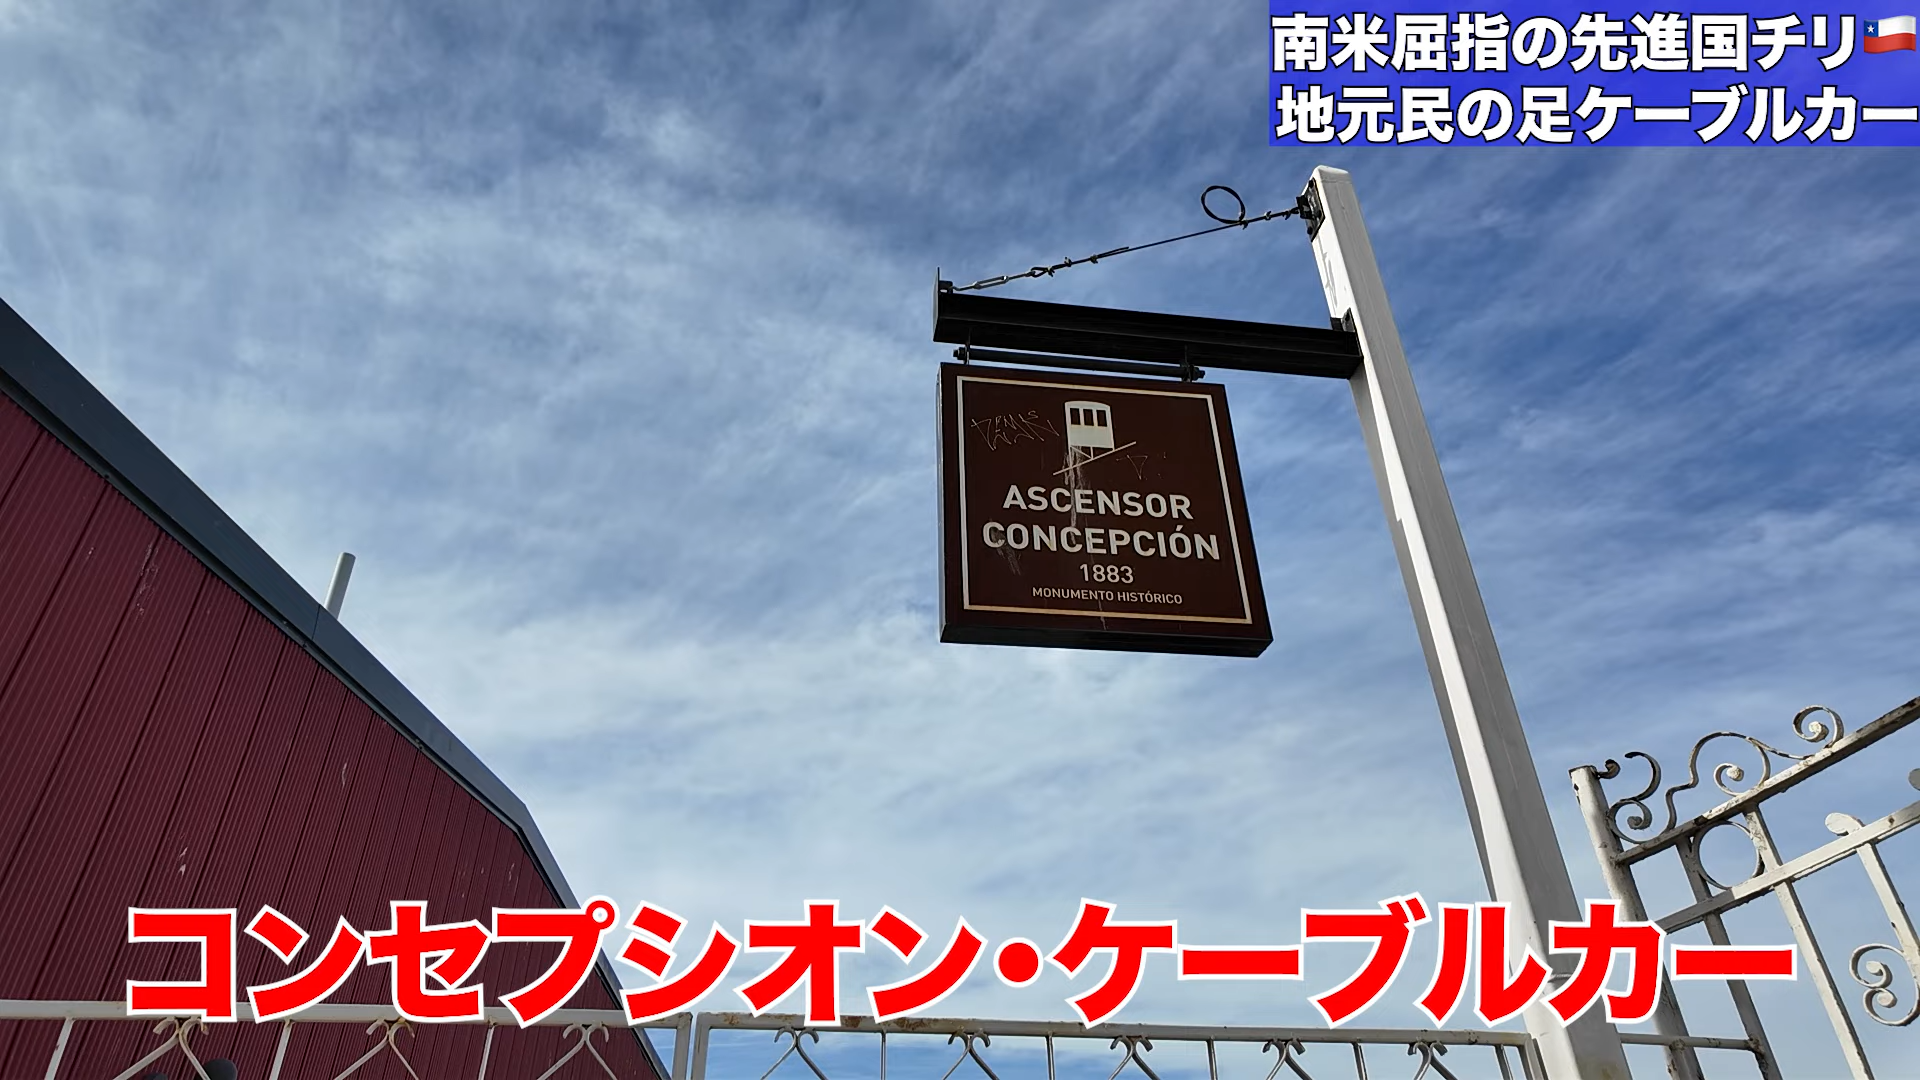 南米屈指の先進国チリ🇨🇱
地元民の足ケーブルカー
ASCENSOR
CONCEPCIÓN
1883
MONUMENTO HISTÓRICO
コンセプシオン・ケーブルカー